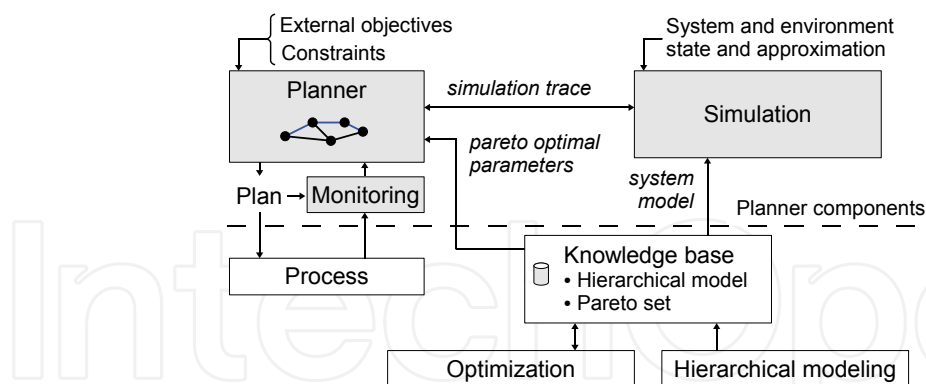 External objectives
Constraints
System and environment
state and approximation
Planner
simulation trace
Simulation
pareto optimal
parameters
Plan
Monitoring
system
model
Planner components
Process
Knowledge base
• Hierarchical model
• Pareto set
Optimization
Hierarchical modeling